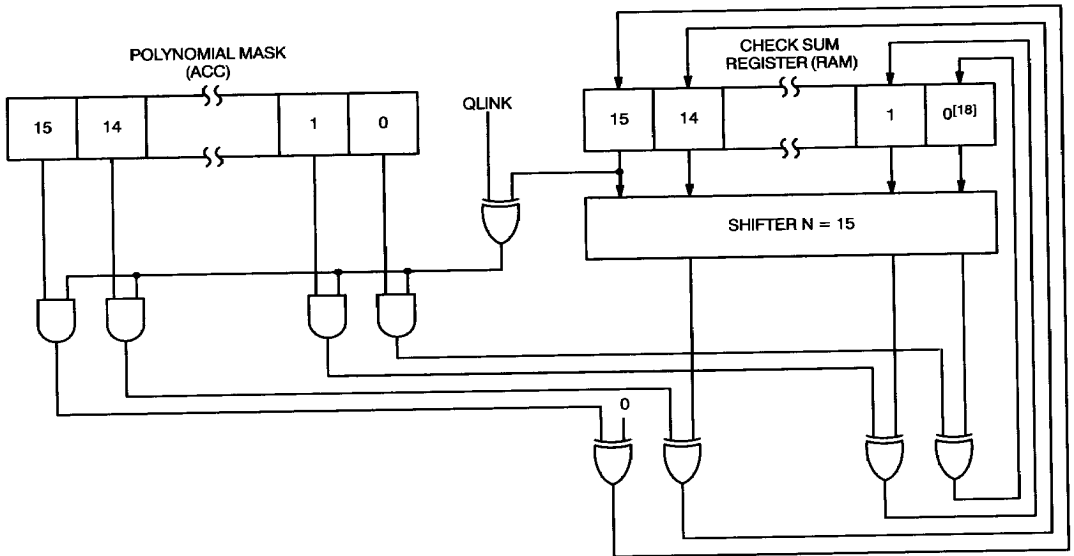 POLYNOMIAL MASK
(ACC)
15 14 1 0
QLINK
CHECK SUM
REGISTER (RAM)
15 14 1 0[18]
SHIFTER N = 15
0